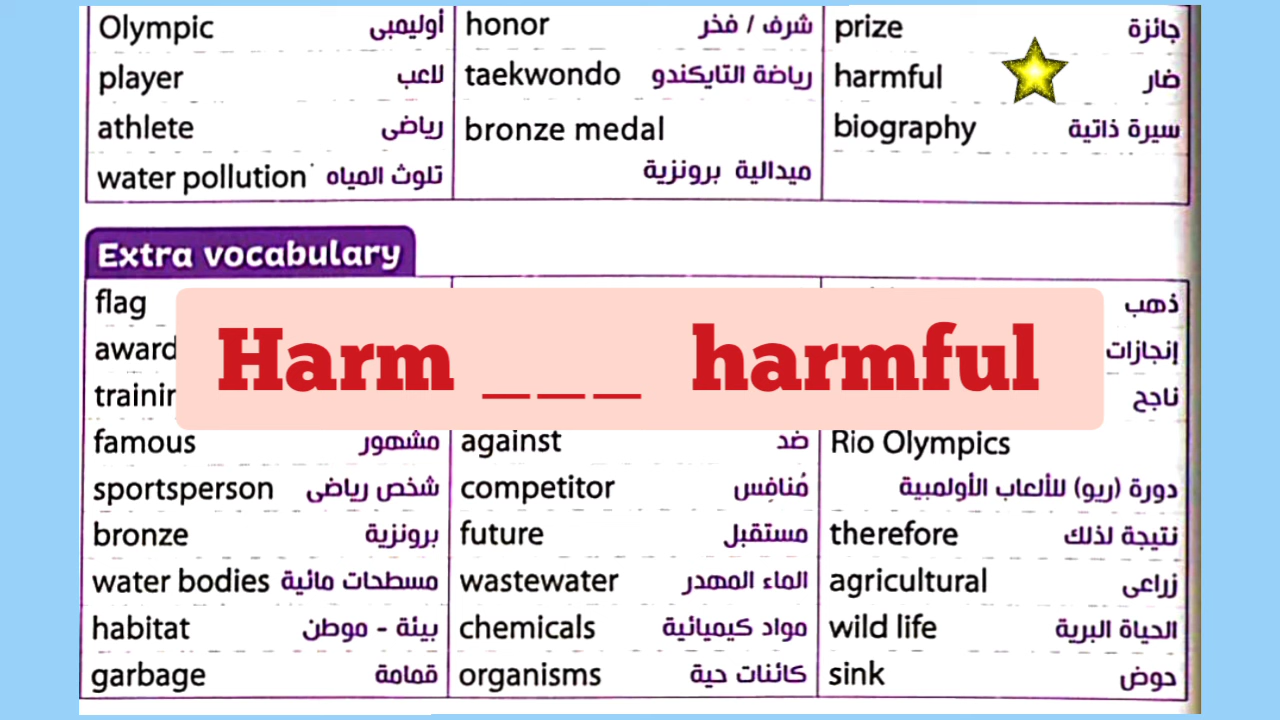 Olympic أوليمبى honor شرف / فخر prize جائزة
player لاعب taekwondo رياضة التايكندو harmful ضار
athlete رياضى bronze medal biography سيرة ذاتية
water pollution تلوث المياه ميدالية برونزية
Extra vocabulary
flag ذهب
award إنجازات
trainin ناجح
Harm _ _ _ harmful
famous مشهور against ضد Rio Olympics
sportsperson شخص رياضى competitor مُنافِس دورة (ريو) للألعاب الأولمبية
bronze برونزية future مستقبل therefore نتيجة لذلك
water bodies مسطحات مائية wastewater الماء المهدر agricultural زراعى
habitat بيئة - موطن chemicals مواد كيميائية wild life الحياة البرية
garbage قمامة organisms كائنات حية sink حوض